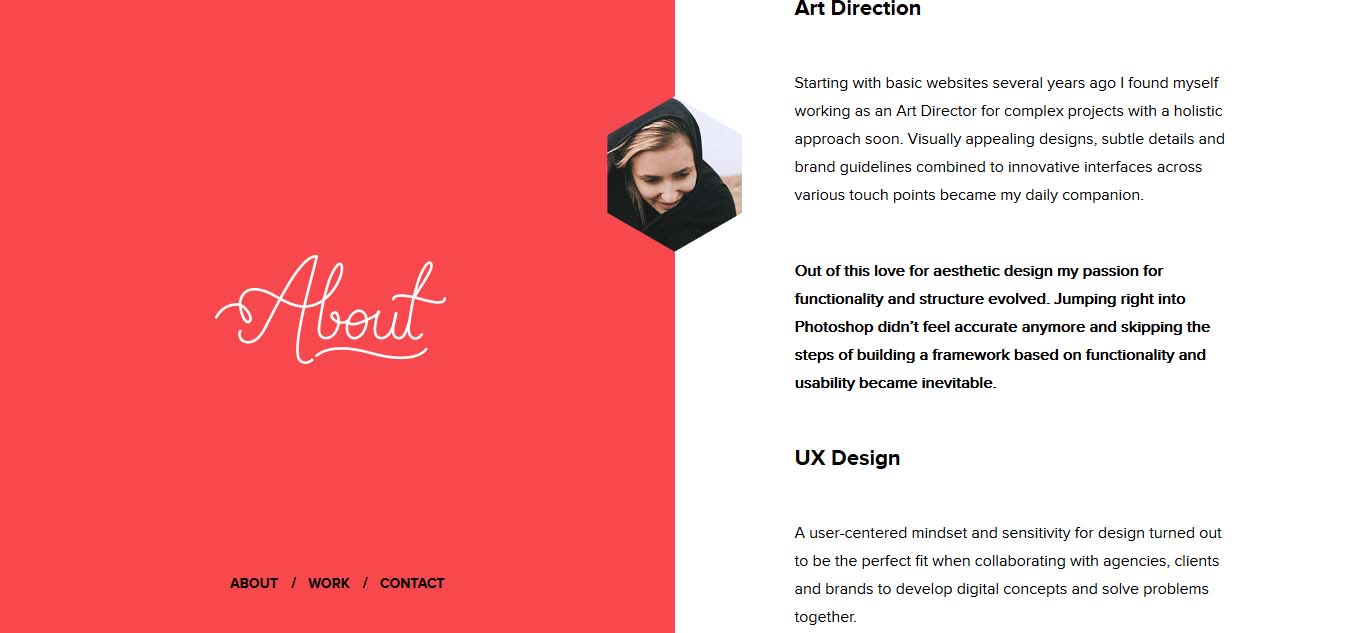 About
ABOUT / WORK / CONTACT
Art Direction
Starting with basic websites several years ago I found myself
working as an Art Director for complex projects with a holistic
approach soon. Visually appealing designs, subtle details and
brand guidelines combined to innovative interfaces across
various touch points became my daily companion.
Out of this love for aesthetic design my passion for
functionality and structure evolved. Jumping right into
Photoshop didn't feel accurate anymore and skipping the
steps of building a framework based on functionality and
usability became inevitable.
UX Design
A user-centered mindset and sensitivity for design turned out
to be the perfect fit when collaborating with agencies, clients
and brands to develop digital concepts and solve problems
together.